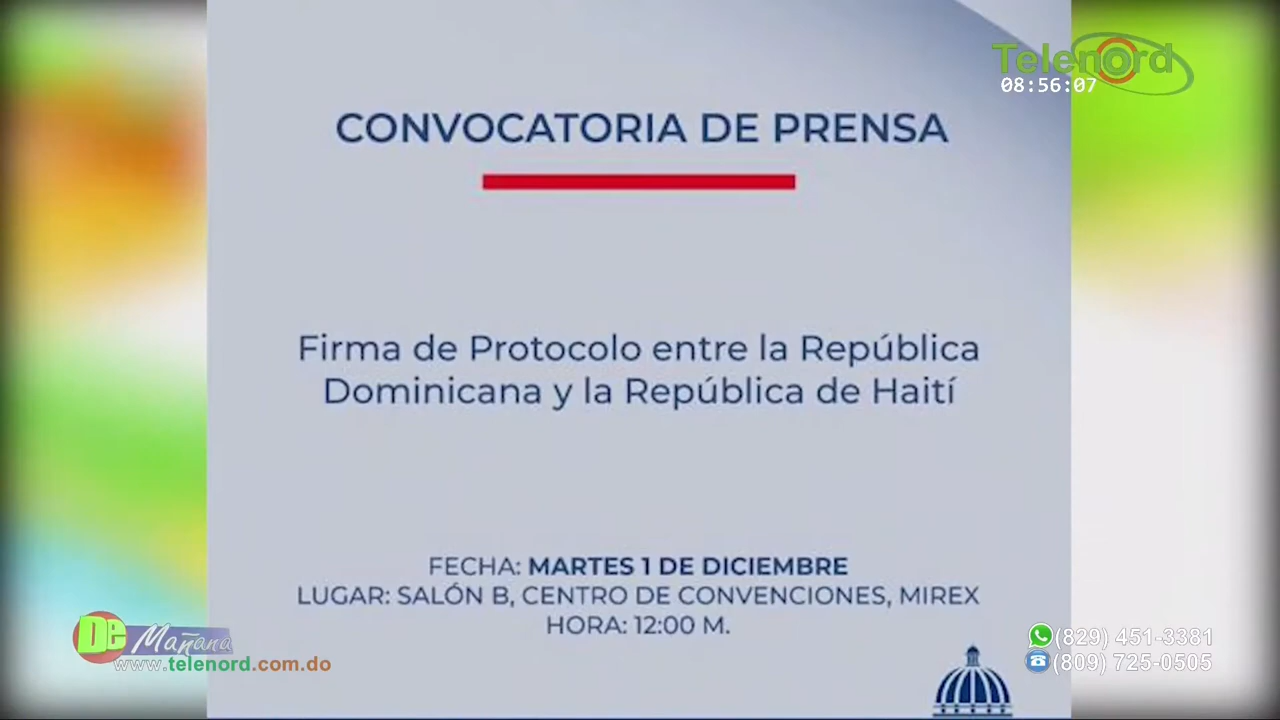 Telenord
08:56:07
CONVOCATORIA DE PRENSA
Firma de Protocolo entre la República
Dominicana y la República de Haití
FECHA: MARTES 1 DE DICIEMBRE
LUGAR: SALÓN B, CENTRO DE CONVENCIONES, MIREX
HORA: 12:00 M.
De Mañana
www.telenord.com.do
(829) 451-3381
(809) 725-0505